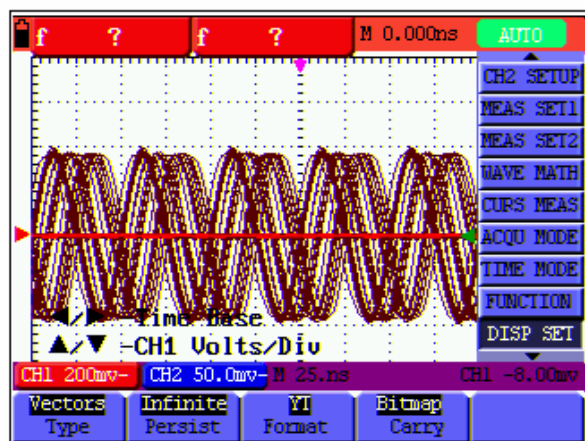 f ? f ? M 0.000ns AUTO
CH2 SETUP
MEAS SET1
MEAS SET2
WAVE MATH
CURS MEAS
ACQU MODE
TIME MODE
FUNCTION
DISP SET
◀/▶ Time Base
▲/▼ -CH1 Volts/Div
CH1 200mv- CH2 50.0mv- M 25.ns CH1 -8.00mv
Vectors Infinite YT Bitmap
Type Persist Format Carry